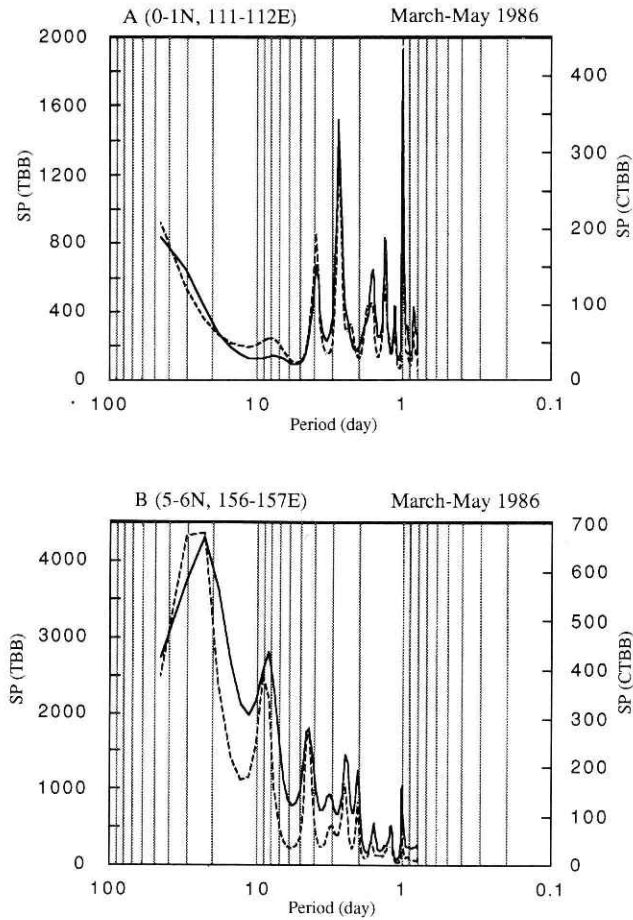 A (0-1N, 111-112E) March-May 1986
2000
1600
1200
800
400
0
SP (TBB)
400
300
200
100
0
SP (CTBB)
100 10 1 0.1
Period (day)
B (5-6N, 156-157E) March-May 1986
4000
3000
2000
1000
0
SP (TBB)
700
600
500
400
300
200
100
0
SP (CTBB)
100 10 1 0.1
Period (day)